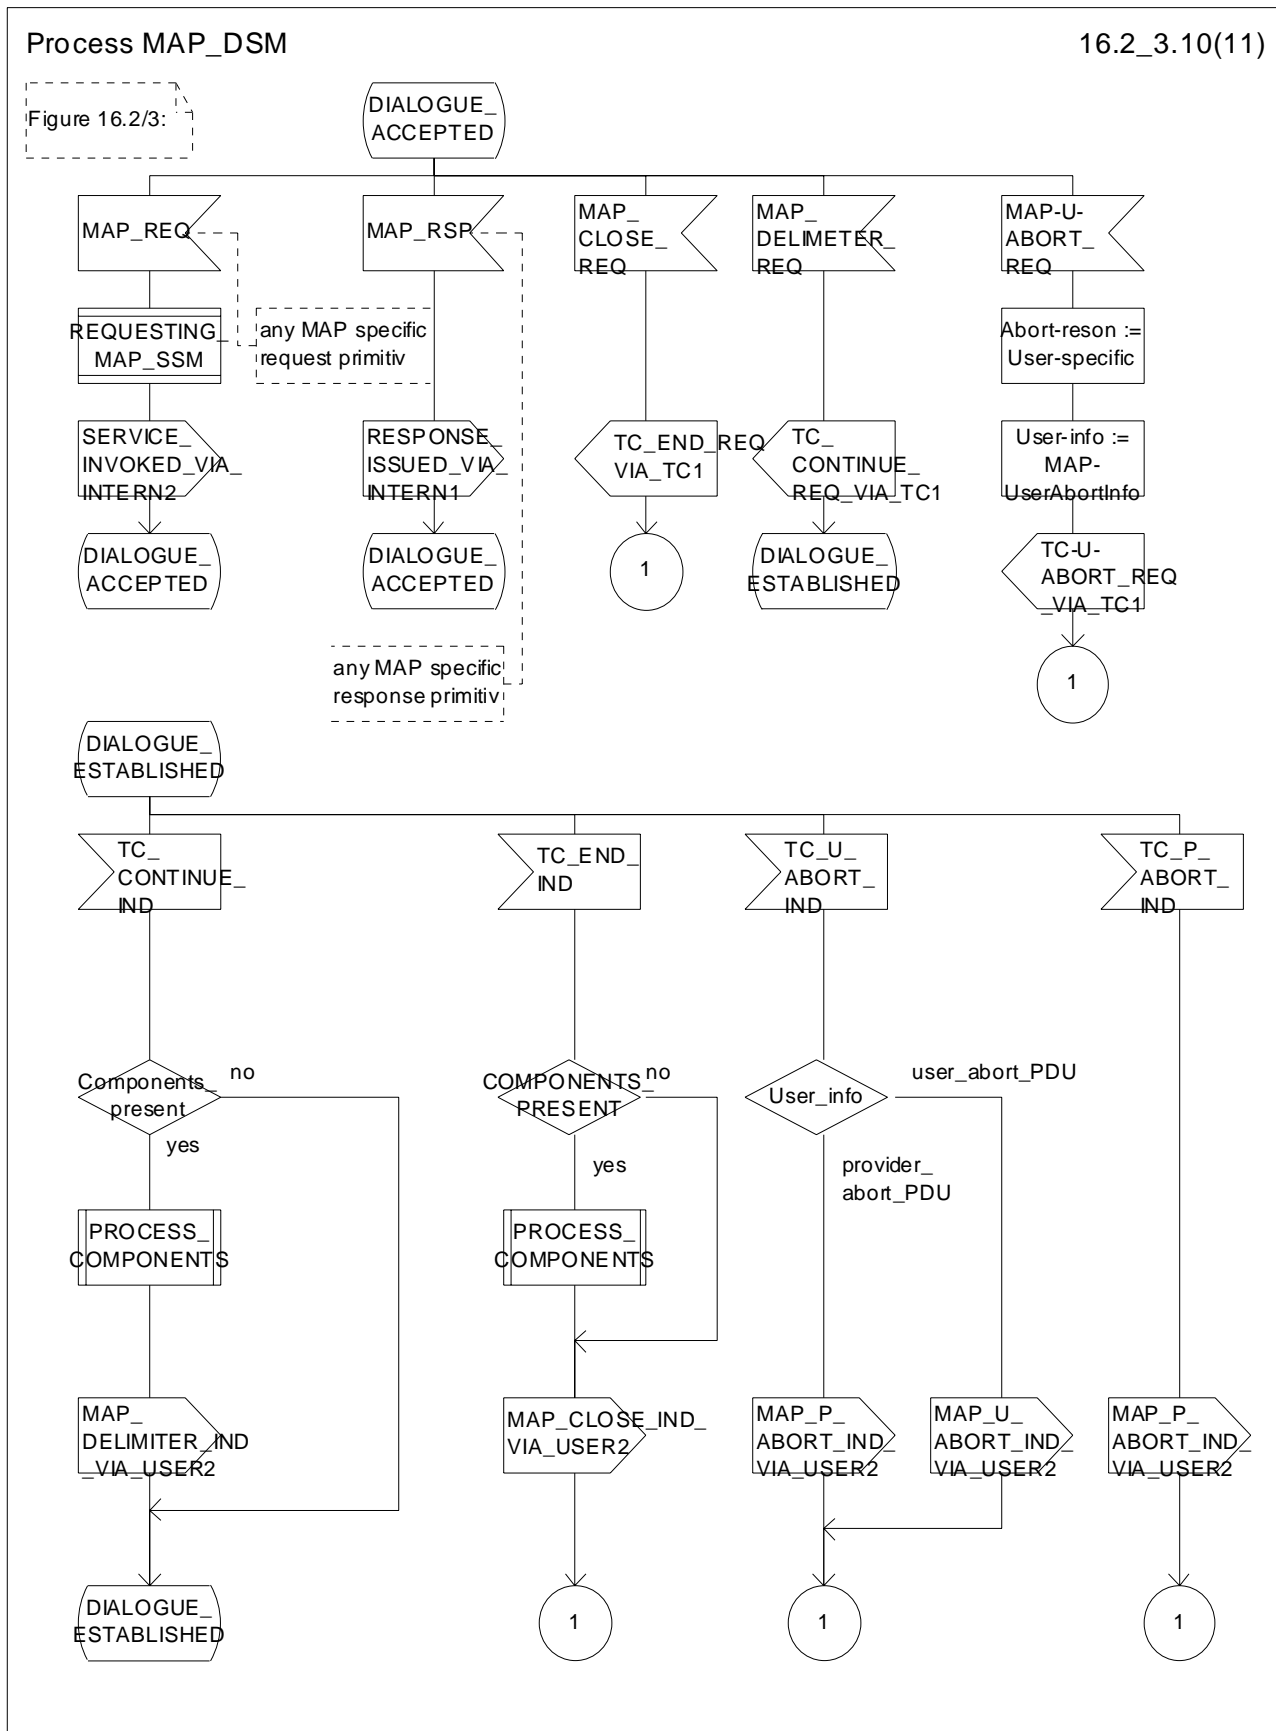 Process MAP_DSM
16.2_3.10(11)
Figure 16.2/3:
DIALOGUE_
ACCEPTED
MAP_REQ
MAP_RSP
MAP_
CLOSE_
REQ
MAP_
DELIMETER_
REQ
MAP-U-
ABORT_
REQ
REQUESTING_
MAP_SSM
any MAP specific
request primitiv
Abort-reson :=
User-specific
SERVICE_
INVOKED_VIA_
INTERN2
RESPONSE_
ISSUED_VIA_
INTERN1
TC_END_REQ
VIA_TC1
TC_
CONTINUE_
REQ_VIA_TC1
User-info :=
MAP-
UserAbortInfo
DIALOGUE_
ACCEPTED
DIALOGUE_
ACCEPTED
1
DIALOGUE_
ESTABLISHED
TC-U-
ABORT_REQ
_VIA_TC1
any MAP specific
response primitiv
1
DIALOGUE_
ESTABLISHED
TC_
CONTINUE_
IND
TC_END_
IND
TC_U_
ABORT_
IND
TC_P_
ABORT_
IND
Components_
present
no
yes
COMPONENTS_
PRESENT
no
yes
User_info
user_abort_PDU
provider_
abort_PDU
PROCESS_
COMPONENTS
PROCESS_
COMPONENTS
MAP_
DELIMITER_IND
_VIA_USER2
MAP_CLOSE_IND_
VIA_USER2
MAP_P_
ABORT_IND_
VIA_USER2
MAP_U_
ABORT_IND_
VIA_USER2
MAP_P_
ABORT_IND_
VIA_USER2
DIALOGUE_
ESTABLISHED
1
1
1